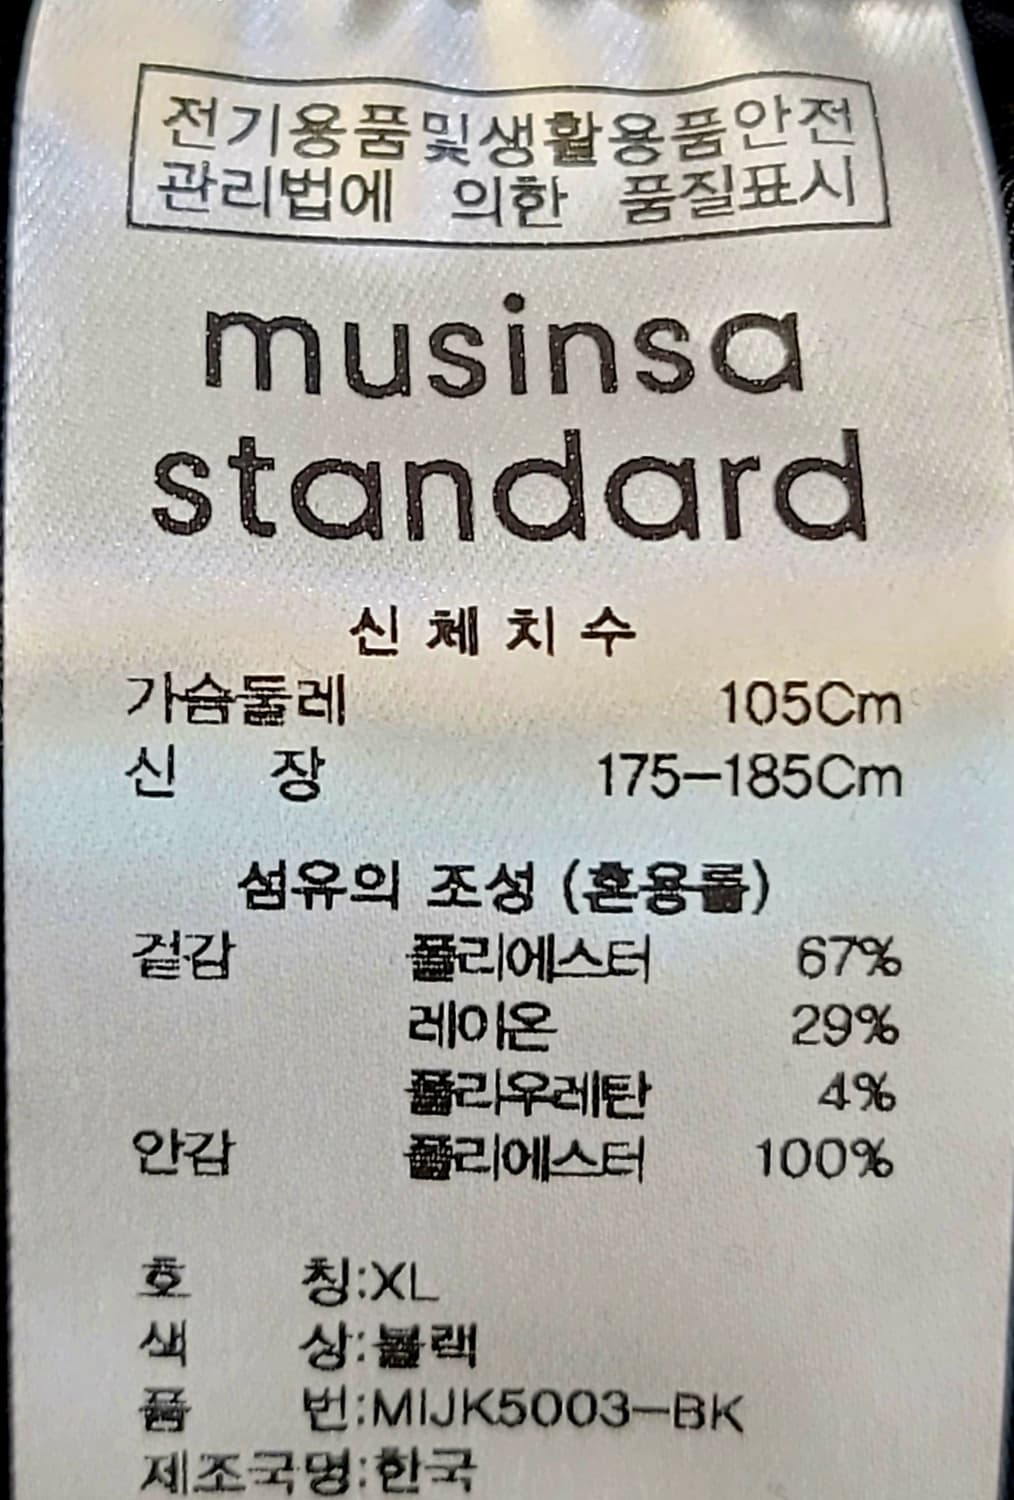 전기용품및생활용품안전
관리법에 의한 품질표시
musinsa
standard
신체치수
가슴둘레 105Cm
신 장 175-185Cm
섬유의 조성 (혼용률)
겉감 폴리에스터 67%
레이온 29%
폴리우레탄 4%
안감 폴리에스터 100%
호 칭:XL
색 상:블랙
품 번:MIJK5003-BK
제조국명:한국